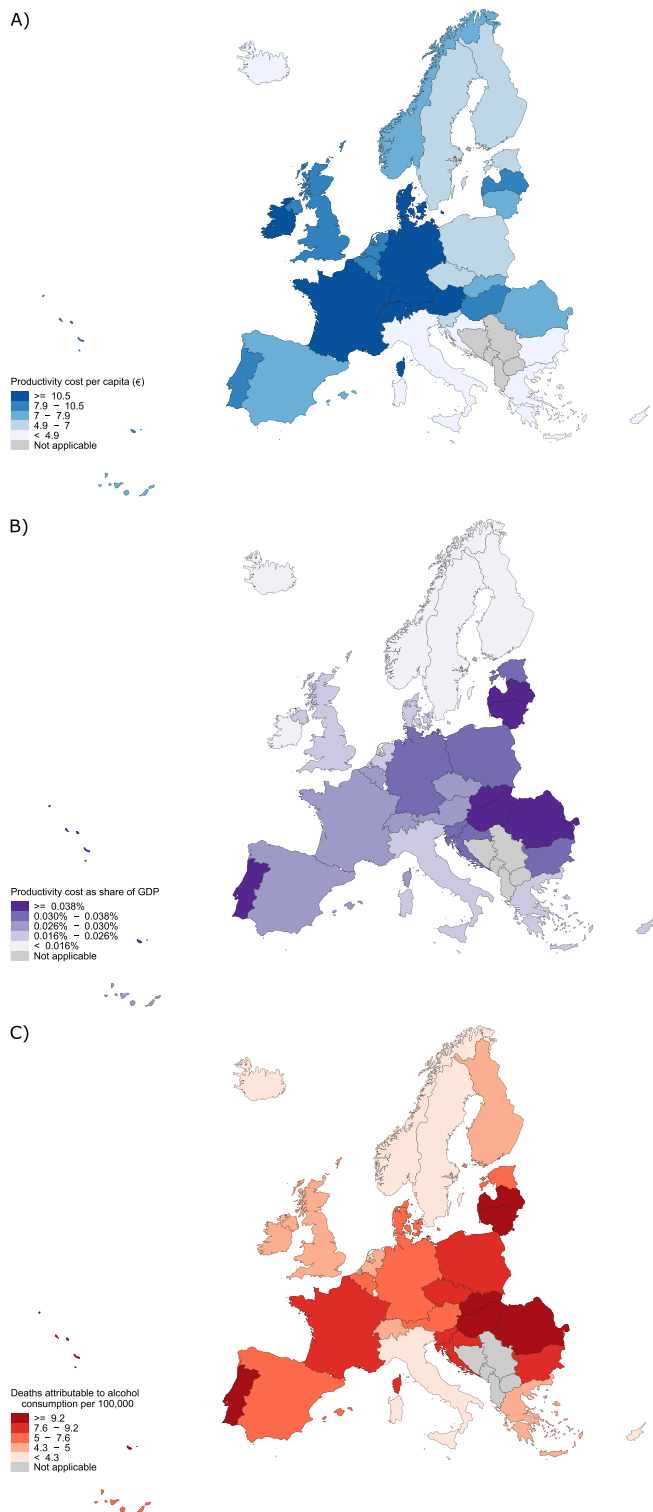 A)
Productivity cost per capita (€)
>= 10.5
7.9 − 10.5
7 − 7.9
4.9 − 7
< 4.9
Not applicable
B)
Productivity cost as share of GDP
>= 0.038%
0.030% − 0.038%
0.026% − 0.030%
0.016% − 0.026%
< 0.016%
Not applicable
C)
Deaths attributable to alcohol
consumption per 100,000
>= 9.2
7.6 − 9.2
5 − 7.6
4.3 − 5
< 4.3
Not applicable